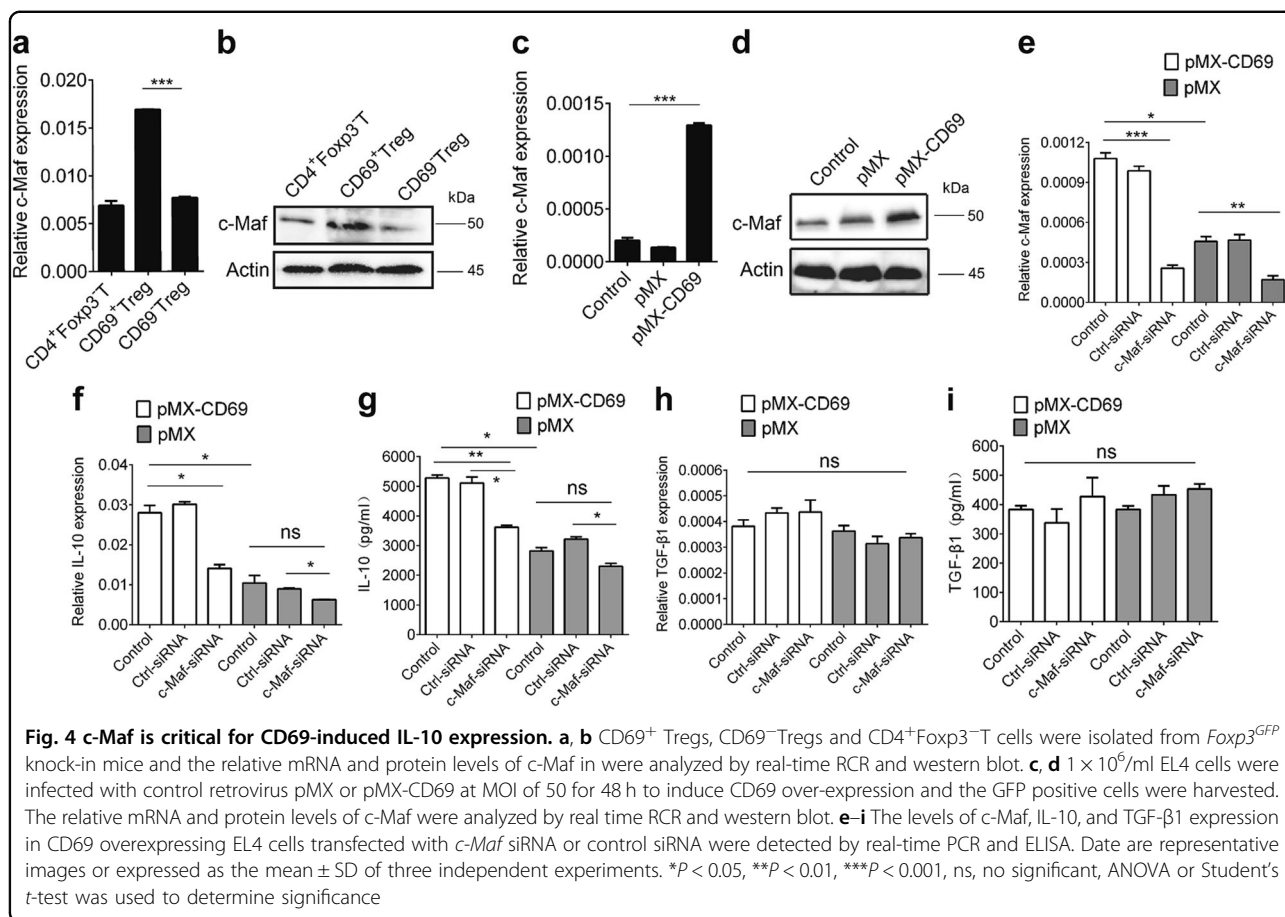 a
Relative c-Maf expression
0.020
0.015
0.010
0.005
0.000
***
CD4⁺Foxp3⁻T
CD69⁺Treg
CD69⁻Treg
b
CD4⁺Foxp3⁻T
CD69⁺Treg
CD69⁻Treg
kDa
c-Maf
50
Actin
45
c
Relative c-Maf expression
0.0020
0.0015
0.0010
0.0005
0.0000
***
Control
pMX
pMX-CD69
d
Control
pMX
pMX-CD69
kDa
c-Maf
50
Actin
45
e
pMX-CD69
pMX
Relative c-Maf expression
0.0012
0.0009
0.0006
0.0003
0.0000
*
***
**
Control
Ctrl-siRNA
c-Maf-siRNA
Control
Ctrl-siRNA
c-Maf-siRNA
f
pMX-CD69
pMX
Relative IL-10 expression
0.04
0.03
0.02
0.01
0.00
*
*
ns
*
Control
Ctrl-siRNA
c-Maf-siRNA
Control
Ctrl-siRNA
c-Maf-siRNA
g
pMX-CD69
pMX
IL-10 (pg/ml)
6000
5000
4000
3000
2000
1000
0
*
**
*
ns
*
Control
Ctrl-siRNA
c-Maf-siRNA
Control
Ctrl-siRNA
c-Maf-siRNA
h
pMX-CD69
pMX
Relative TGF-β1 expression
0.0006
0.0005
0.0004
0.0003
0.0002
0.0001
0.0000
ns
Control
Ctrl-siRNA
c-Maf-siRNA
Control
Ctrl-siRNA
c-Maf-siRNA
i
pMX-CD69
pMX
TGF-β1 (pg/ml)
600
500
400
300
200
100
0
ns
Control
Ctrl-siRNA
c-Maf-siRNA
Control
Ctrl-siRNA
c-Maf-siRNA
Fig. 4 c-Maf is critical for CD69-induced IL-10 expression. a, b CD69⁺ Tregs, CD69⁻Tregs and CD4⁺Foxp3⁻T cells were isolated from Foxp3ᴳᶠᴾ
knock-in mice and the relative mRNA and protein levels of c-Maf in were analyzed by real-time RCR and western blot. c, d 1 × 10⁶/ml EL4 cells were
infected with control retrovirus pMX or pMX-CD69 at MOI of 50 for 48 h to induce CD69 over-expression and the GFP positive cells were harvested.
The relative mRNA and protein levels of c-Maf were analyzed by real time RCR and western blot. e–i The levels of c-Maf, IL-10, and TGF-β1 expression
in CD69 overexpressing EL4 cells transfected with c-Maf siRNA or control siRNA were detected by real-time PCR and ELISA. Date are representative
images or expressed as the mean ± SD of three independent experiments. *P < 0.05, **P < 0.01, ***P < 0.001, ns, no significant, ANOVA or Student's
t-test was used to determine significance